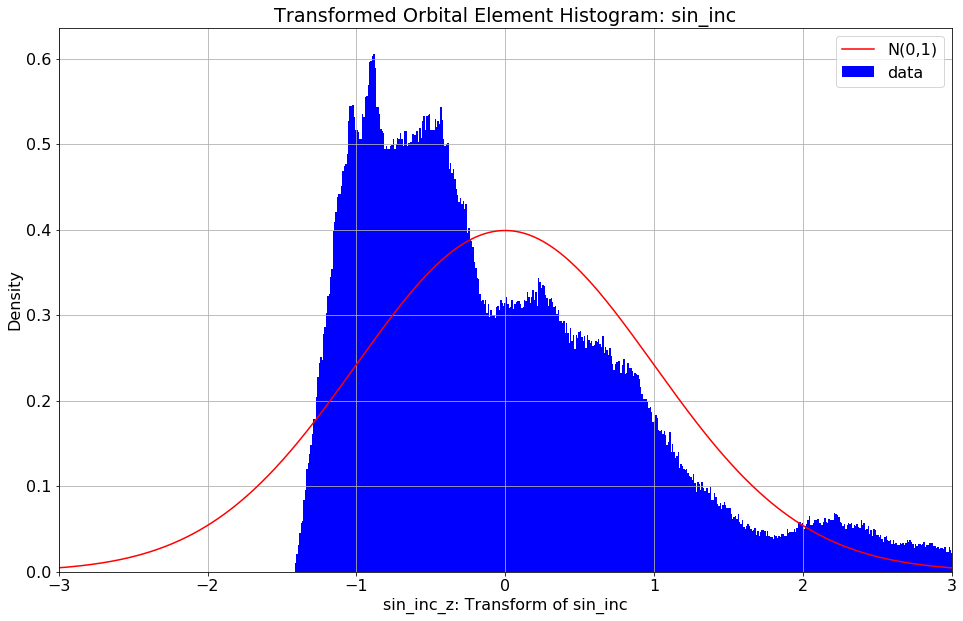 Transformed Orbital Element Histogram: sin_inc
N(0,1)
data
Density
0.6
0.5
0.4
0.3
0.2
0.1
0.0
−3
−2
−1
0
1
2
3
sin_inc_z: Transform of sin_inc